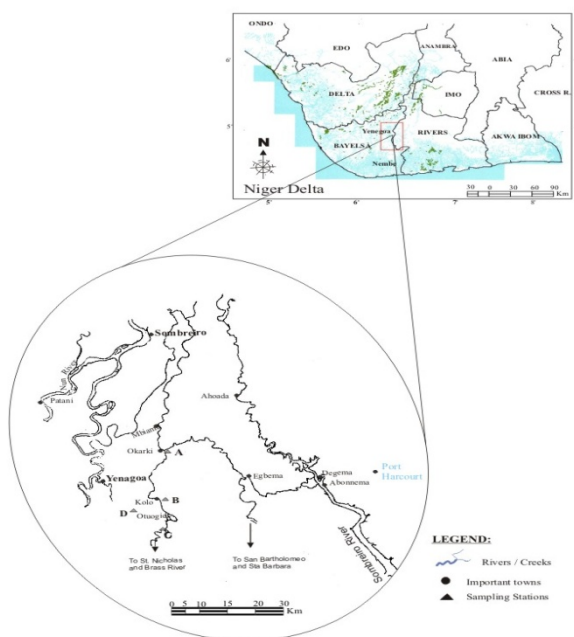 ONDO
EDO
ANAMBRA
ABIA
6'
DELTA
IMO
CROSS R.
5'
Yenegoa
RIVERS
BAYELSA
AKWA IBOM
N
Nembe
Niger Delta
30 0 30 60 90
Km
5' 6' 7' 8'
Sombreiro
Patani
Ahoada
Mbiama
Okarki
A
Port
Harcourt
Egbema
Degema
Yenagoa
Abonnema
Kolo
B
D
Otuogidi
C
Sombreiro River
LEGEND:
To St. Nicholas
and Brass River
To San Bartholomeo
and Sta Barbara
Rivers / Creeks
Important towns
Sampling Stations
0 10 20 30
Km